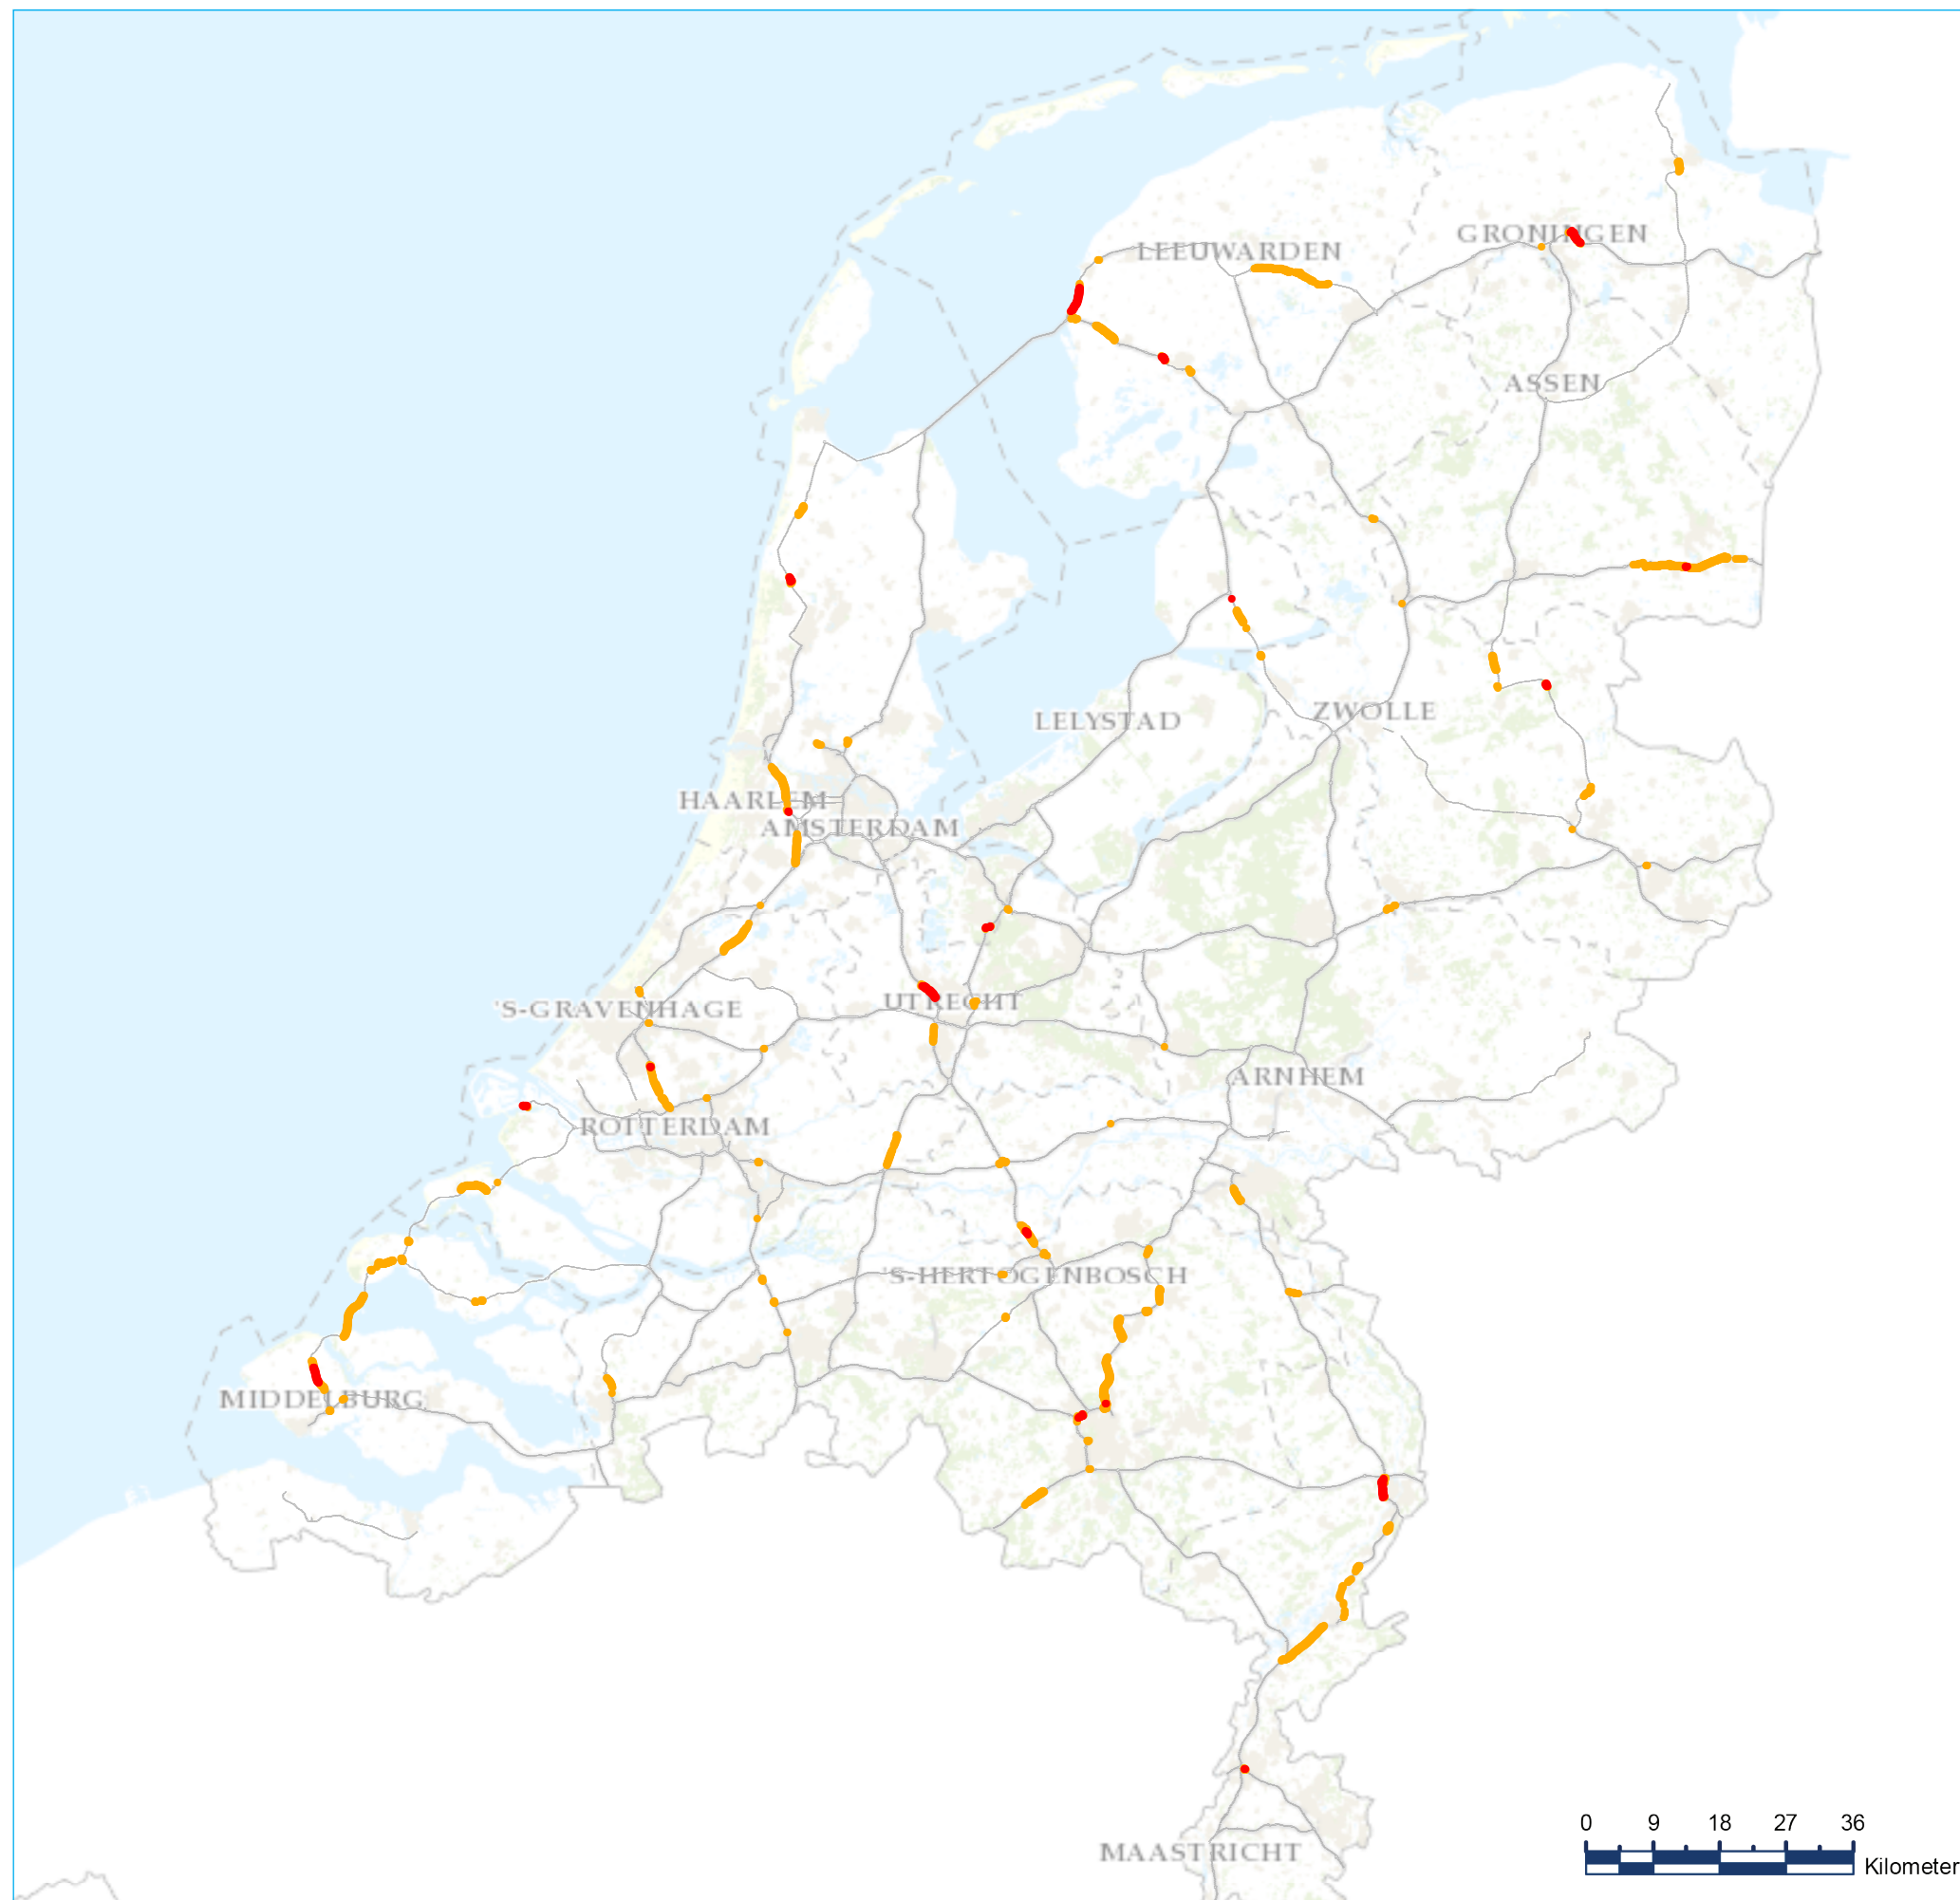 GRONINGEN
LEEUWARDEN
ASSEN
ZWOLLE
LELYSTAD
HAARLEM
AMSTERDAM
UTRECHT
'S-GRAVENHAGE
ARNHEM
ROTTERDAM
'S-HERTOGENBOSCH
MIDDELBURG
MAASTRICHT
0 9 18 27 36
Kilometer